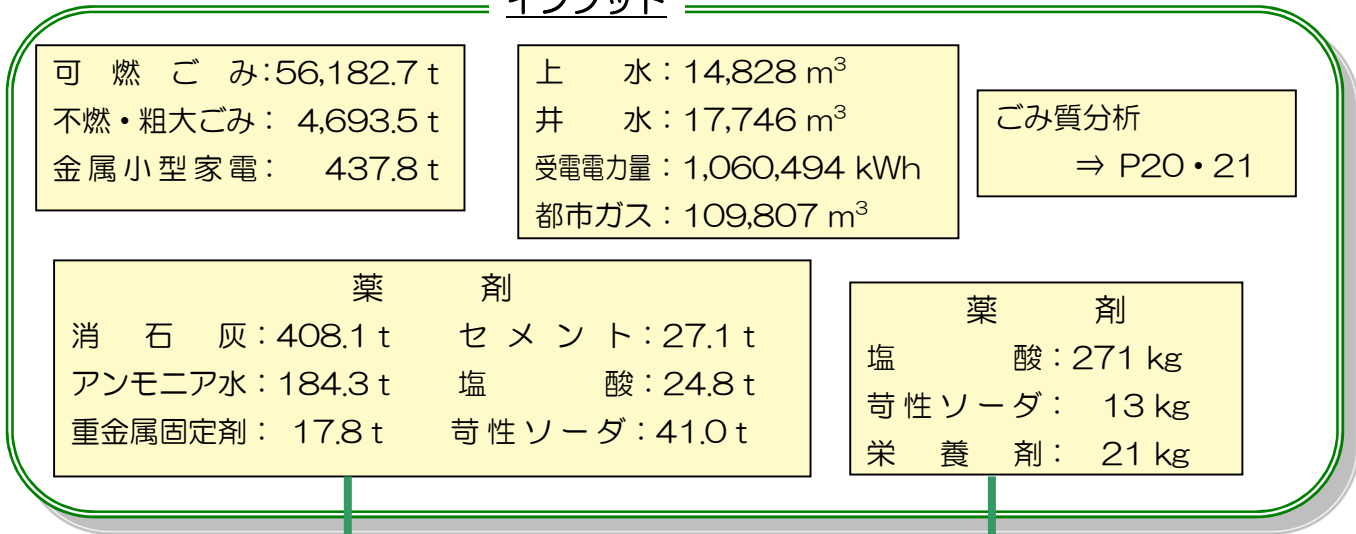 インプット
可燃ごみ:56,182.7 t
不燃・粗大ごみ： 4,693.5 t
金属小型家電： 437.8 t
上水：14,828 m³
井水：17,746 m³
受電電力量：1,060,494 kWh
都市ガス：109,807 m³
ごみ質分析
⇒ P20・21
薬剤
消石灰：408.1 t セメント：27.1 t
アンモニア水：184.3 t 塩酸：24.8 t
重金属固定剤： 17.8 t 苛性ソーダ：41.0 t
薬剤
塩酸：271 kg
苛性ソーダ： 13 kg
栄養剤： 21 kg